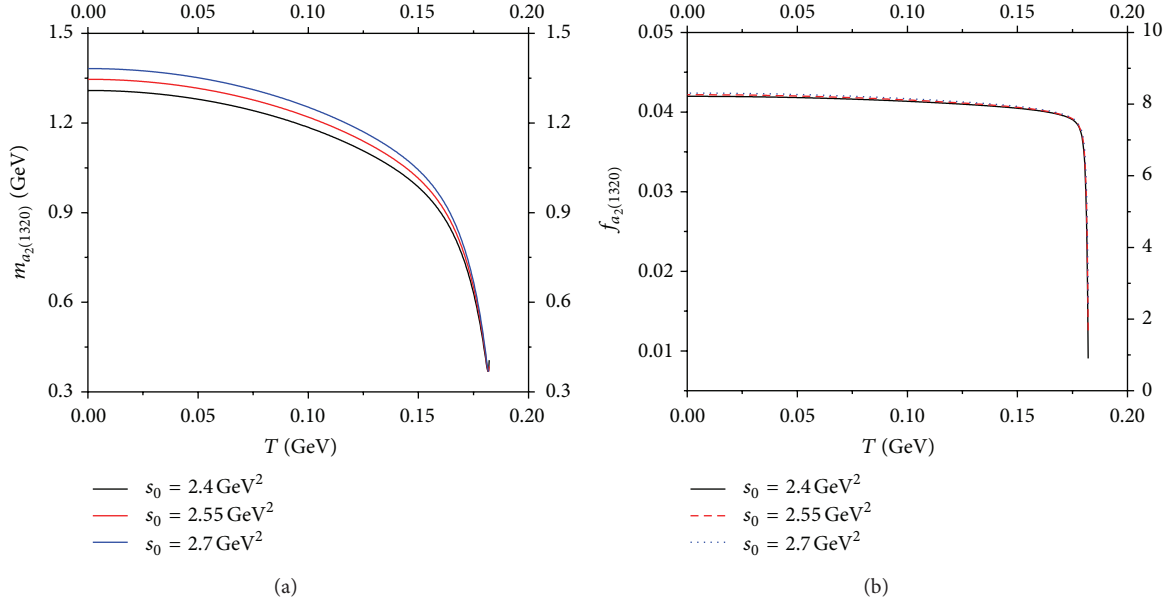 0.00 0.05 0.10 0.15 0.20
1.5 1.5
1.2 1.2
0.9 0.9
0.6 0.6
0.3 0.3
m_{a_2(1320)} (GeV)
0.00 0.05 0.10 0.15 0.20
T (GeV)
s_0 = 2.4 GeV^2
s_0 = 2.55 GeV^2
s_0 = 2.7 GeV^2
(a)
0.00 0.05 0.10 0.15 0.20
0.05 10
0.04 8
0.03 6
4
0.02
2
0.01
0
f_{a_2(1320)}
0.00 0.05 0.10 0.15 0.20
T (GeV)
s_0 = 2.4 GeV^2
s_0 = 2.55 GeV^2
s_0 = 2.7 GeV^2
(b)